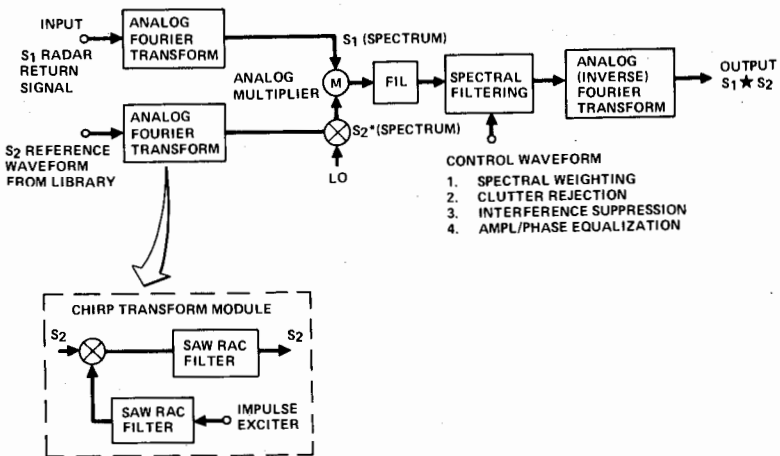 INPUT
S1 RADAR
RETURN
SIGNAL
ANALOG
FOURIER
TRANSFORM
S1 (SPECTRUM)
ANALOG
MULTIPLIER
M
FIL
SPECTRAL
FILTERING
ANALOG
(INVERSE)
FOURIER
TRANSFORM
OUTPUT
S1 ★ S2
S2 REFERENCE
WAVEFORM
FROM LIBRARY
ANALOG
FOURIER
TRANSFORM
S2* (SPECTRUM)
LO
CONTROL WAVEFORM
1. SPECTRAL WEIGHTING
2. CLUTTER REJECTION
3. INTERFERENCE SUPPRESSION
4. AMPL/PHASE EQUALIZATION
CHIRP TRANSFORM MODULE
S2
SAW RAC
FILTER
S2
SAW RAC
FILTER
IMPULSE
EXCITER